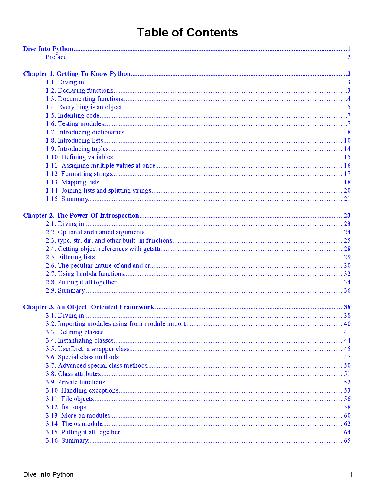 Table of Contents
Dive Into Python 1
Preface 2
Chapter 1. Getting To Know Python 3
1.1. Diving in 3
1.2. Declaring functions 3
1.3. Documenting functions 4
1.4. Everything is an object 5
1.5. Indenting code 7
1.6. Testing modules 7
1.7. Introducing dictionaries 8
1.8. Introducing lists 10
1.9. Introducing tuples 14
1.10. Defining variables 15
1.11. Assigning multiple values at once 16
1.12. Formatting strings 17
1.13. Mapping lists 18
1.14. Joining lists and splitting strings 20
1.15. Summary 21
Chapter 2. The Power Of Introspection 23
2.1. Diving in 23
2.2. Optional and named arguments 24
2.3. type, str, dir, and other built-in functions 25
2.4. Getting object references with getattr 28
2.5. Filtering lists 29
2.6. The peculiar nature of and and or 30
2.7. Using lambda functions 32
2.8. Putting it all together 34
2.9. Summary 36
Chapter 3. An Object-Oriented Framework 38
3.1. Diving in 38
3.2. Importing modules using from module import 40
3.3. Defining classes
3.4. Instantiating classes 44
3.5. UserDict: a wrapper class 45
3.6. Special class methods
3.7. Advanced special class methods 50
3.8. Class attributes 51
3.9. Private functions 52
3.10. Handling exceptions 53
3.11. File objects 56
3.12. for loops 58
3.13. More on modules 60
3.14. The os module 62
3.15. Putting it all together 64
3.16. Summary 65
Dive Into Python i